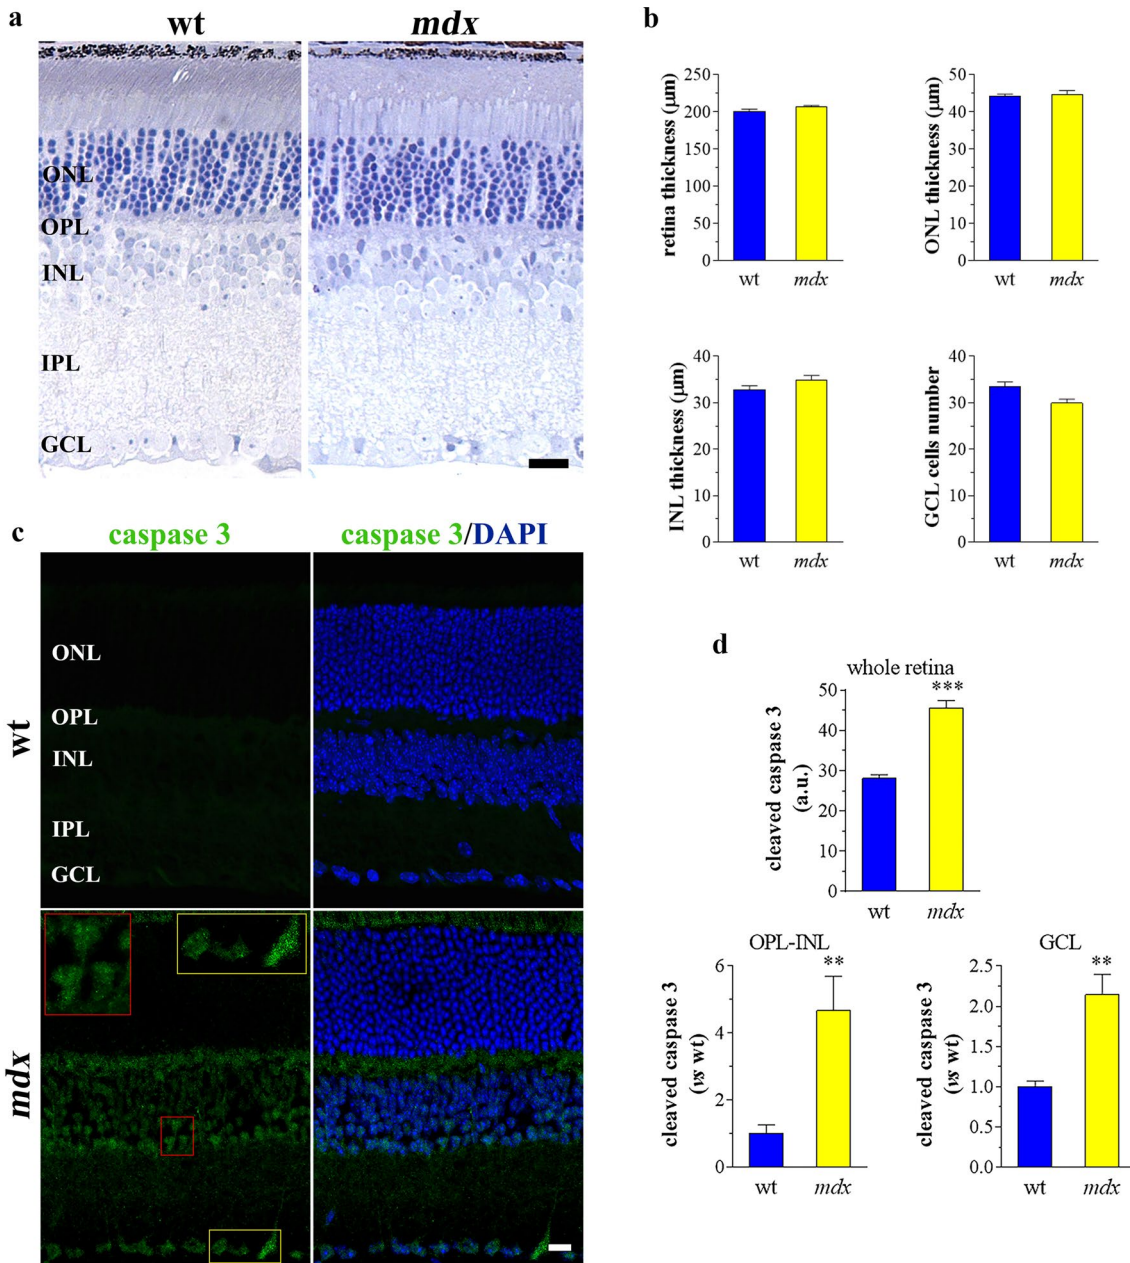 a
wt
mdx
ONL
OPL
INL
IPL
GCL
b
retina thickness (μm)
250
200
150
100
50
0
wt
mdx
ONL thickness (μm)
50
40
30
20
10
0
wt
mdx
INL thickness (μm)
40
30
20
10
0
wt
mdx
GCL cells number
40
30
20
10
0
wt
mdx
c
caspase 3
caspase 3/DAPI
wt
ONL
OPL
INL
IPL
GCL
mdx
d
whole retina
cleaved caspase 3
(a.u.)
50
40
30
20
10
0
***
wt
mdx
OPL-INL
cleaved caspase 3
(vs wt)
6
4
2
0
**
wt
mdx
GCL
cleaved caspase 3
(vs wt)
2.5
2.0
1.5
1.0
0.5
0.0
**
wt
mdx